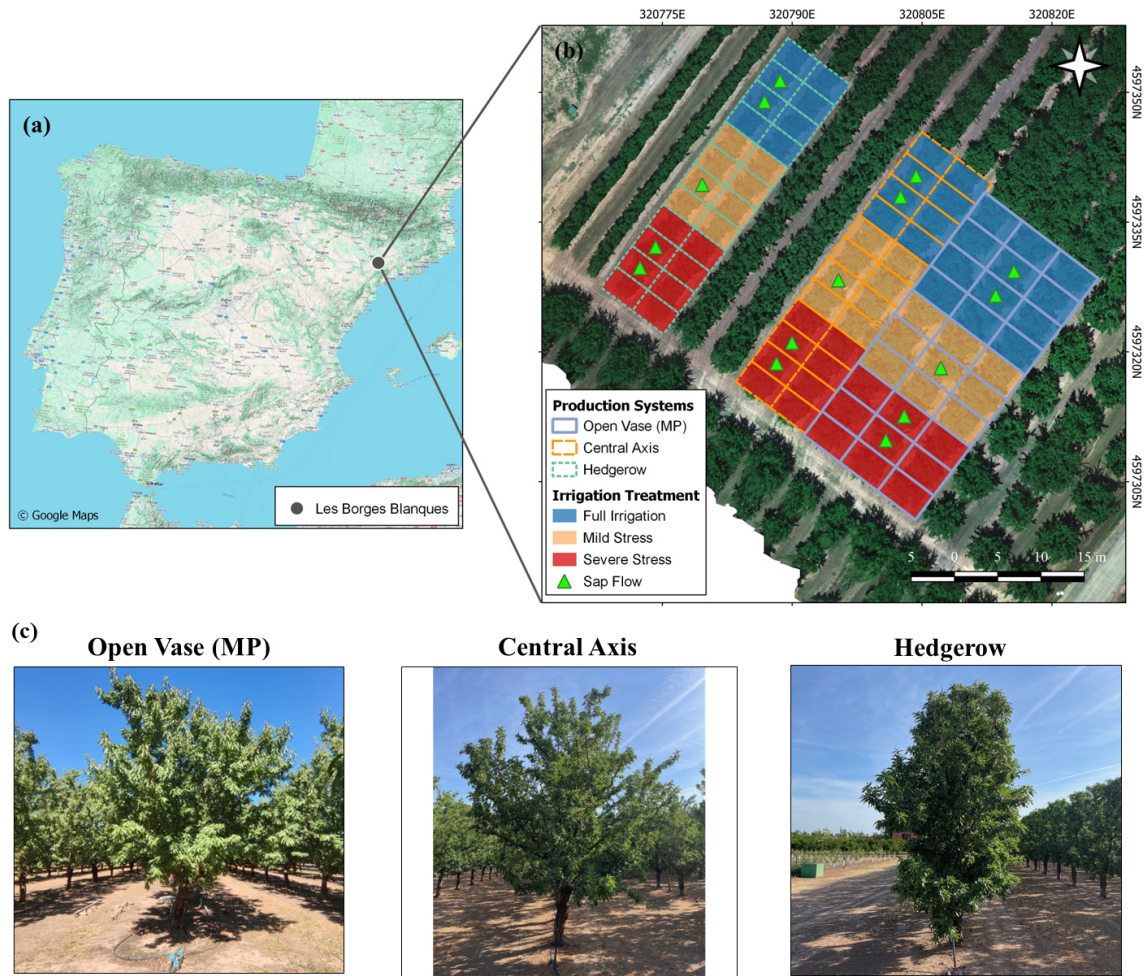 (a)
© Google Maps
Les Borges Blanques
320775E 320790E 320805E 320820E
(b)
4597350N
4597335N
4597320N
4597305N
Production Systems
Open Vase (MP)
Central Axis
Hedgerow
Irrigation Treatment
Full Irrigation
Mild Stress
Severe Stress
Sap Flow
5 0 5 10 15 m
(c)
Open Vase (MP)
Central Axis
Hedgerow